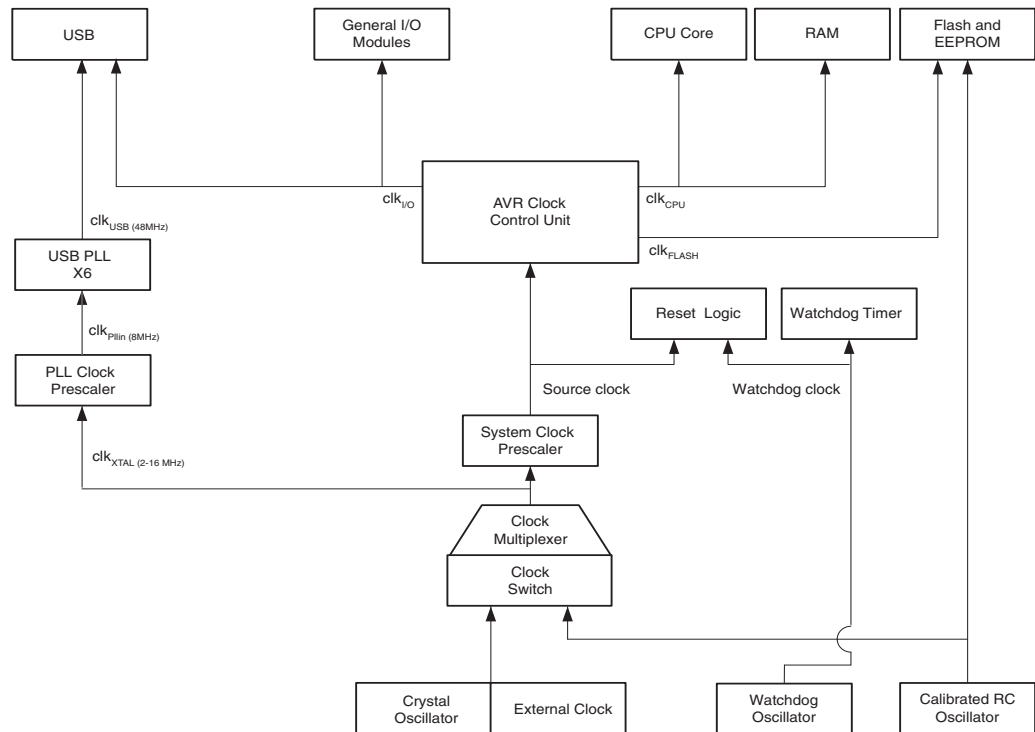 USB
General I/O
Modules
CPU Core
RAM
Flash and
EEPROM
AVR Clock
Control Unit
clkI/O
clkCPU
clkFLASH
clkUSB (48MHz)
USB PLL
X6
clkPllin (8MHz)
PLL Clock
Prescaler
clkXTAL (2-16 MHz)
Reset Logic
Watchdog Timer
Source clock
Watchdog clock
System Clock
Prescaler
Clock
Multiplexer
Clock
Switch
Crystal
Oscillator
External Clock
Watchdog
Oscillator
Calibrated RC
Oscillator